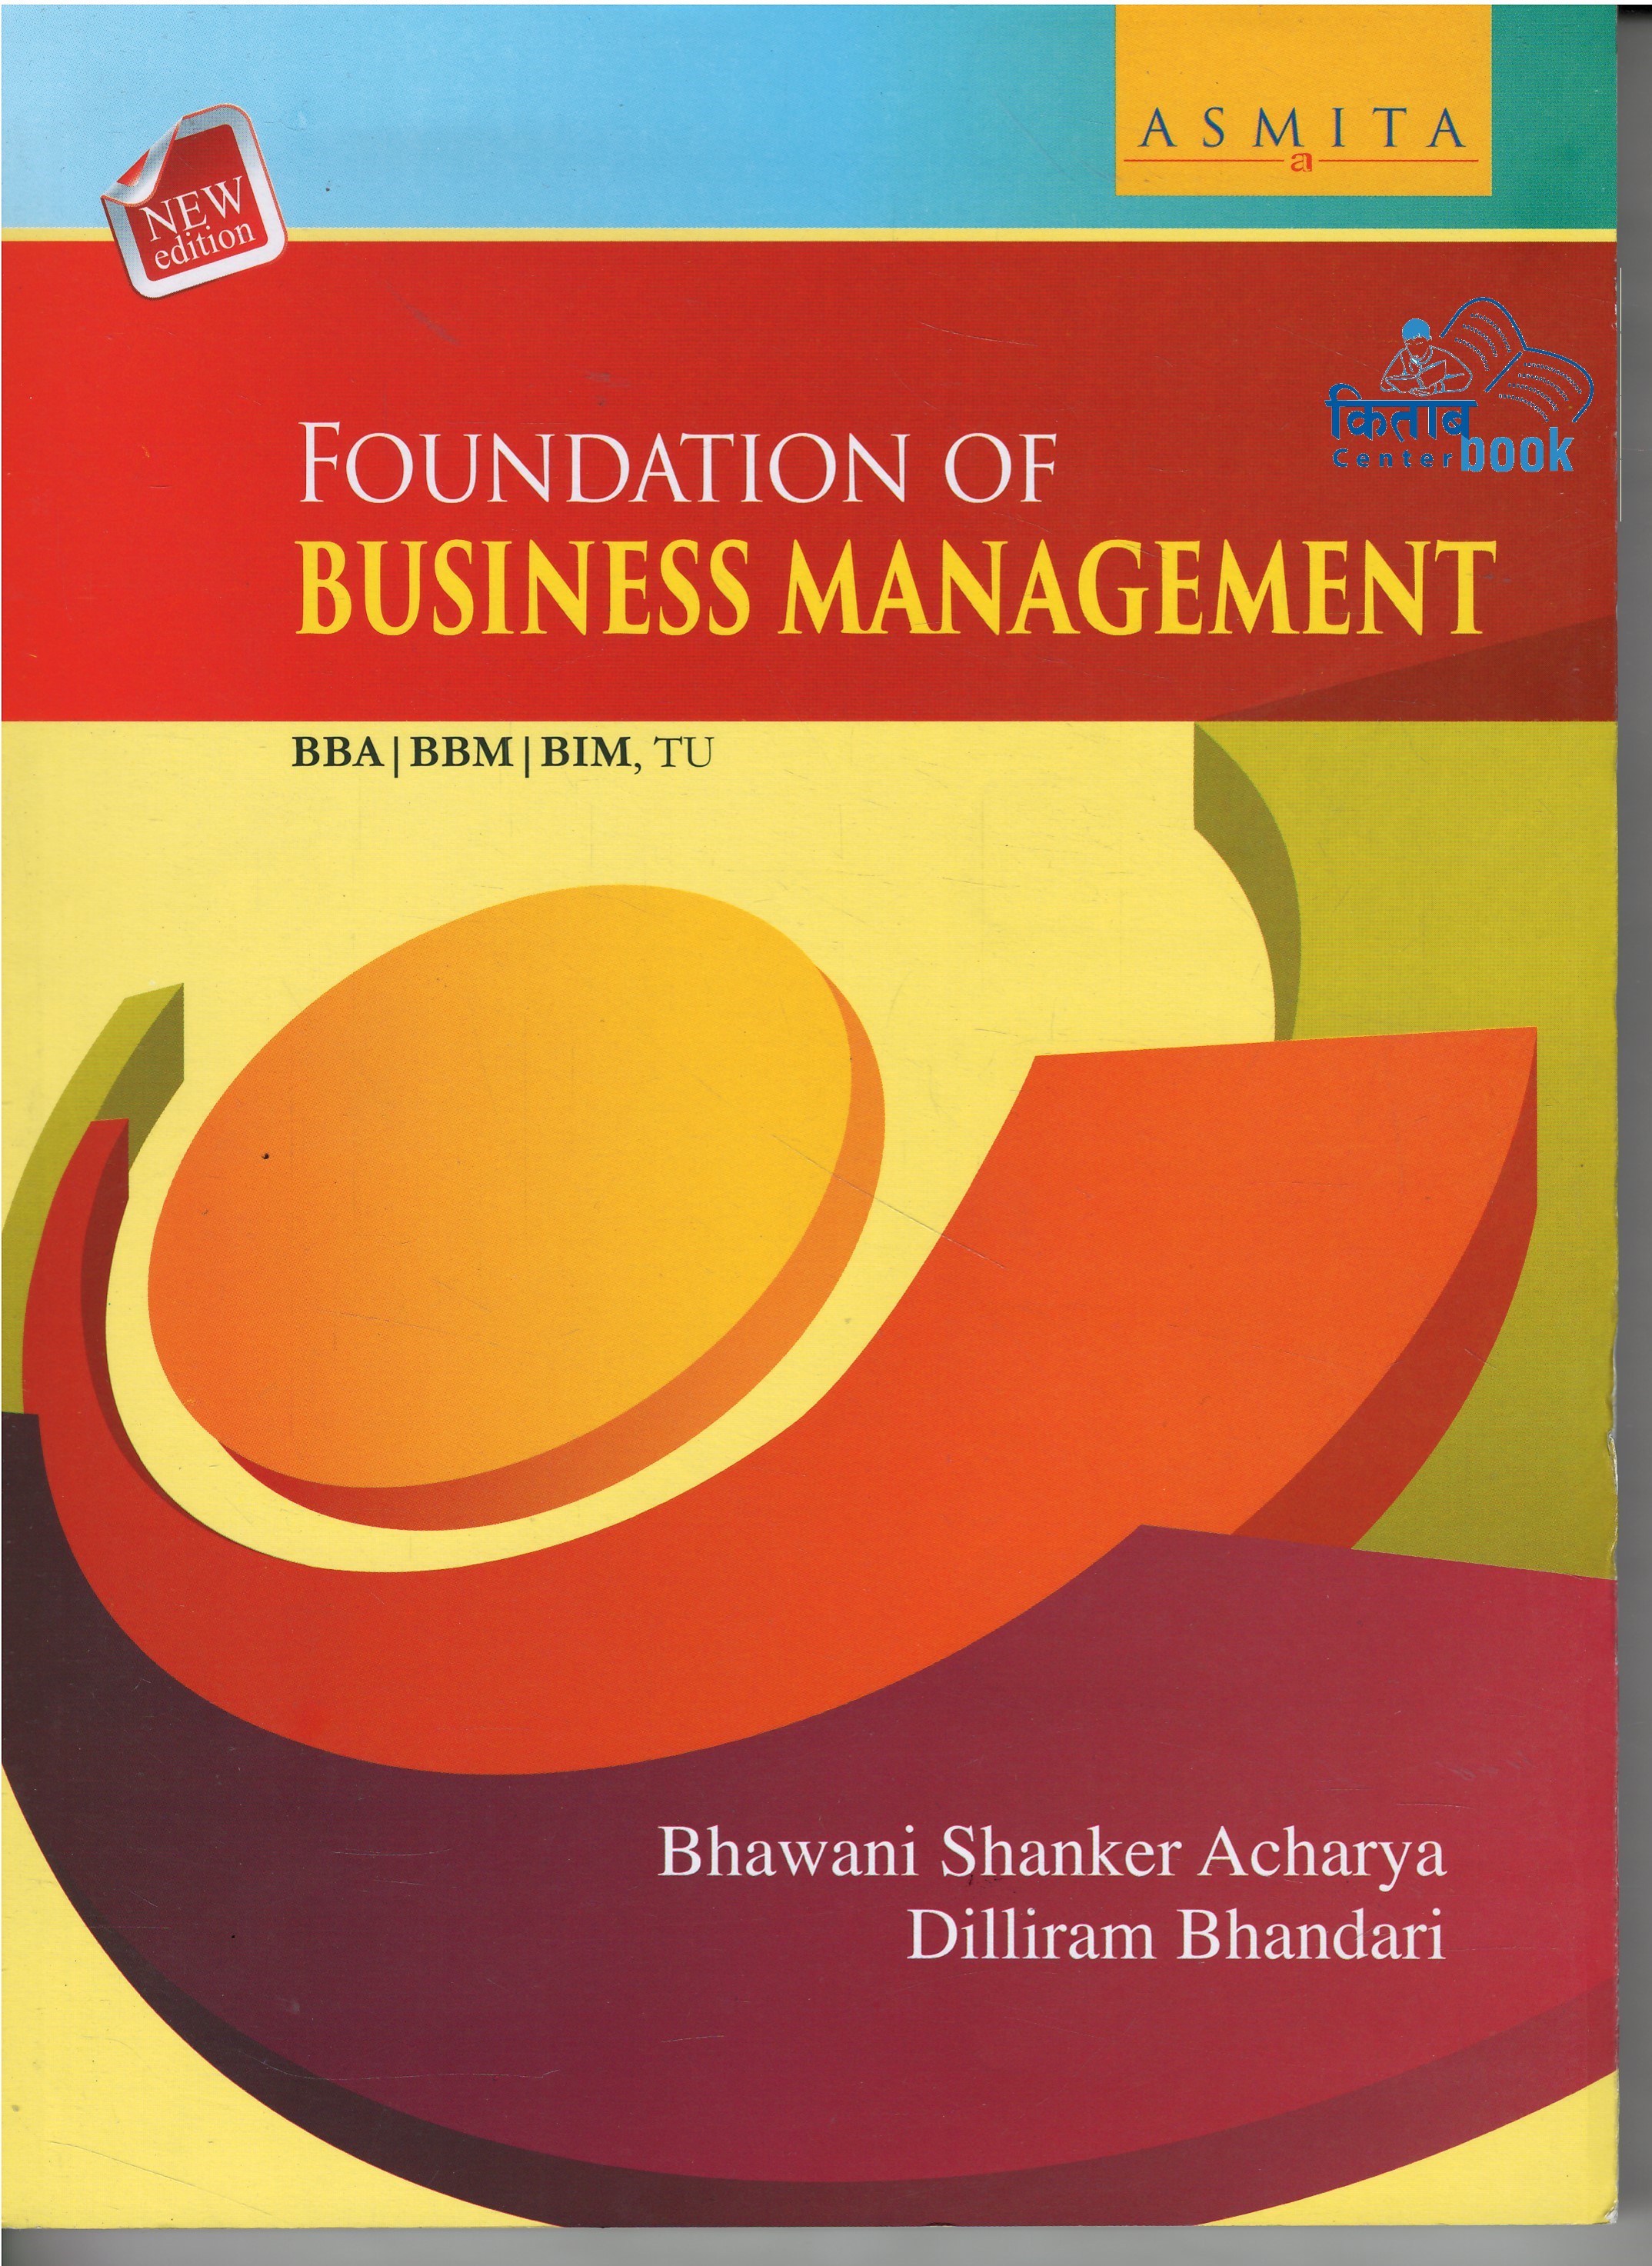 ASMITA
a
NEW
edition
किताब
Center book
FOUNDATION OF
BUSINESS MANAGEMENT
BBA|BBM|BIM, TU
Bhawani Shanker Acharya
Dilliram Bhandari